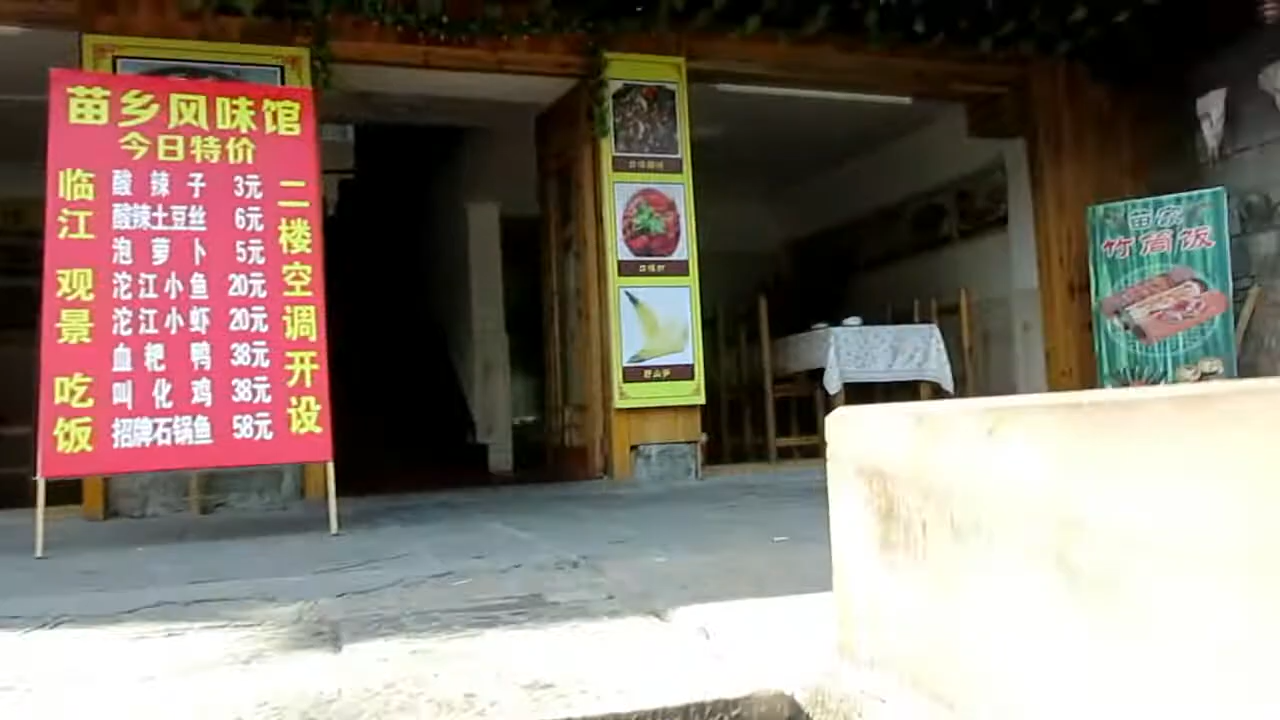 苗乡风味馆
今日特价
临江观景吃饭
酸辣子 3元
酸辣土豆丝 6元
泡萝卜 5元
沱江小鱼 20元
沱江小虾 20元
血粑鸭 38元
叫化鸡 38元
招牌石锅鱼 58元
二楼空调开设
野山笋
苗家
竹筒饭